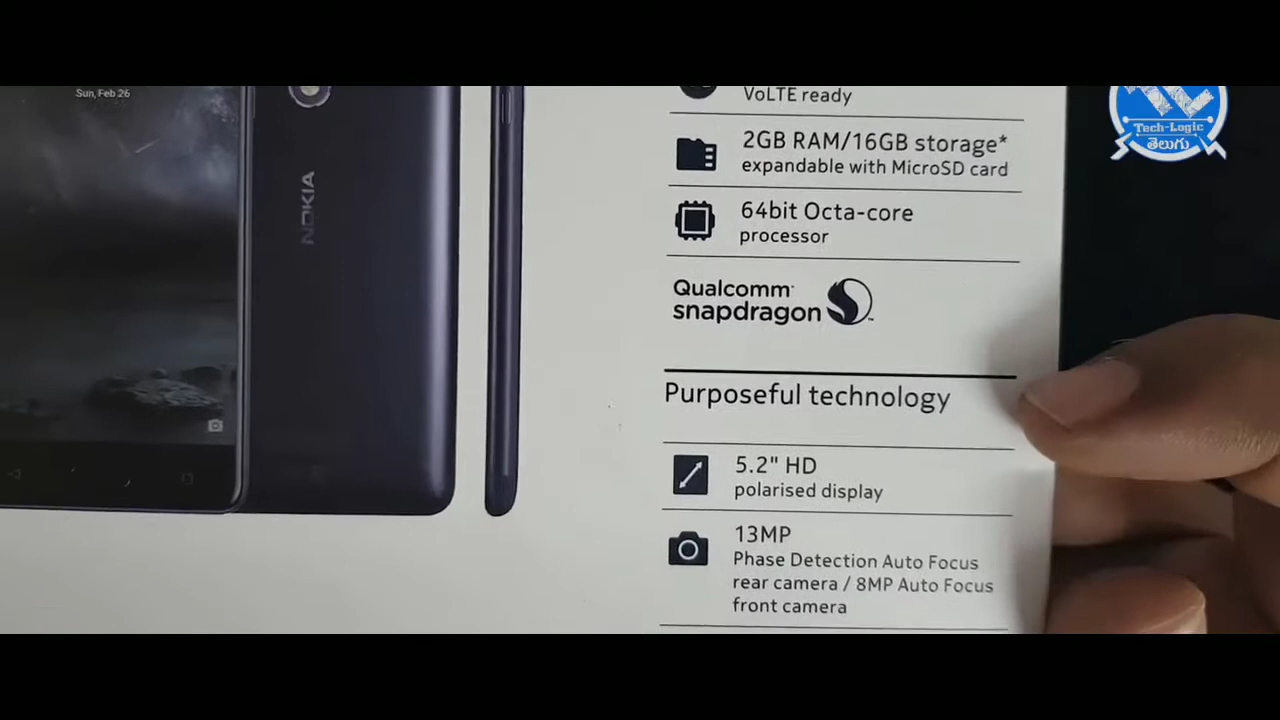 Sun, Feb 26
NOKIA
VoLTE ready
2GB RAM/16GB storage*
expandable with MicroSD card
64bit Octa-core
processor
Qualcomm
snapdragon™
Purposeful technology
5.2" HD
polarised display
13MP
Phase Detection Auto Focus
rear camera / 8MP Auto Focus
front camera
Tech-Logic
తెలుగు